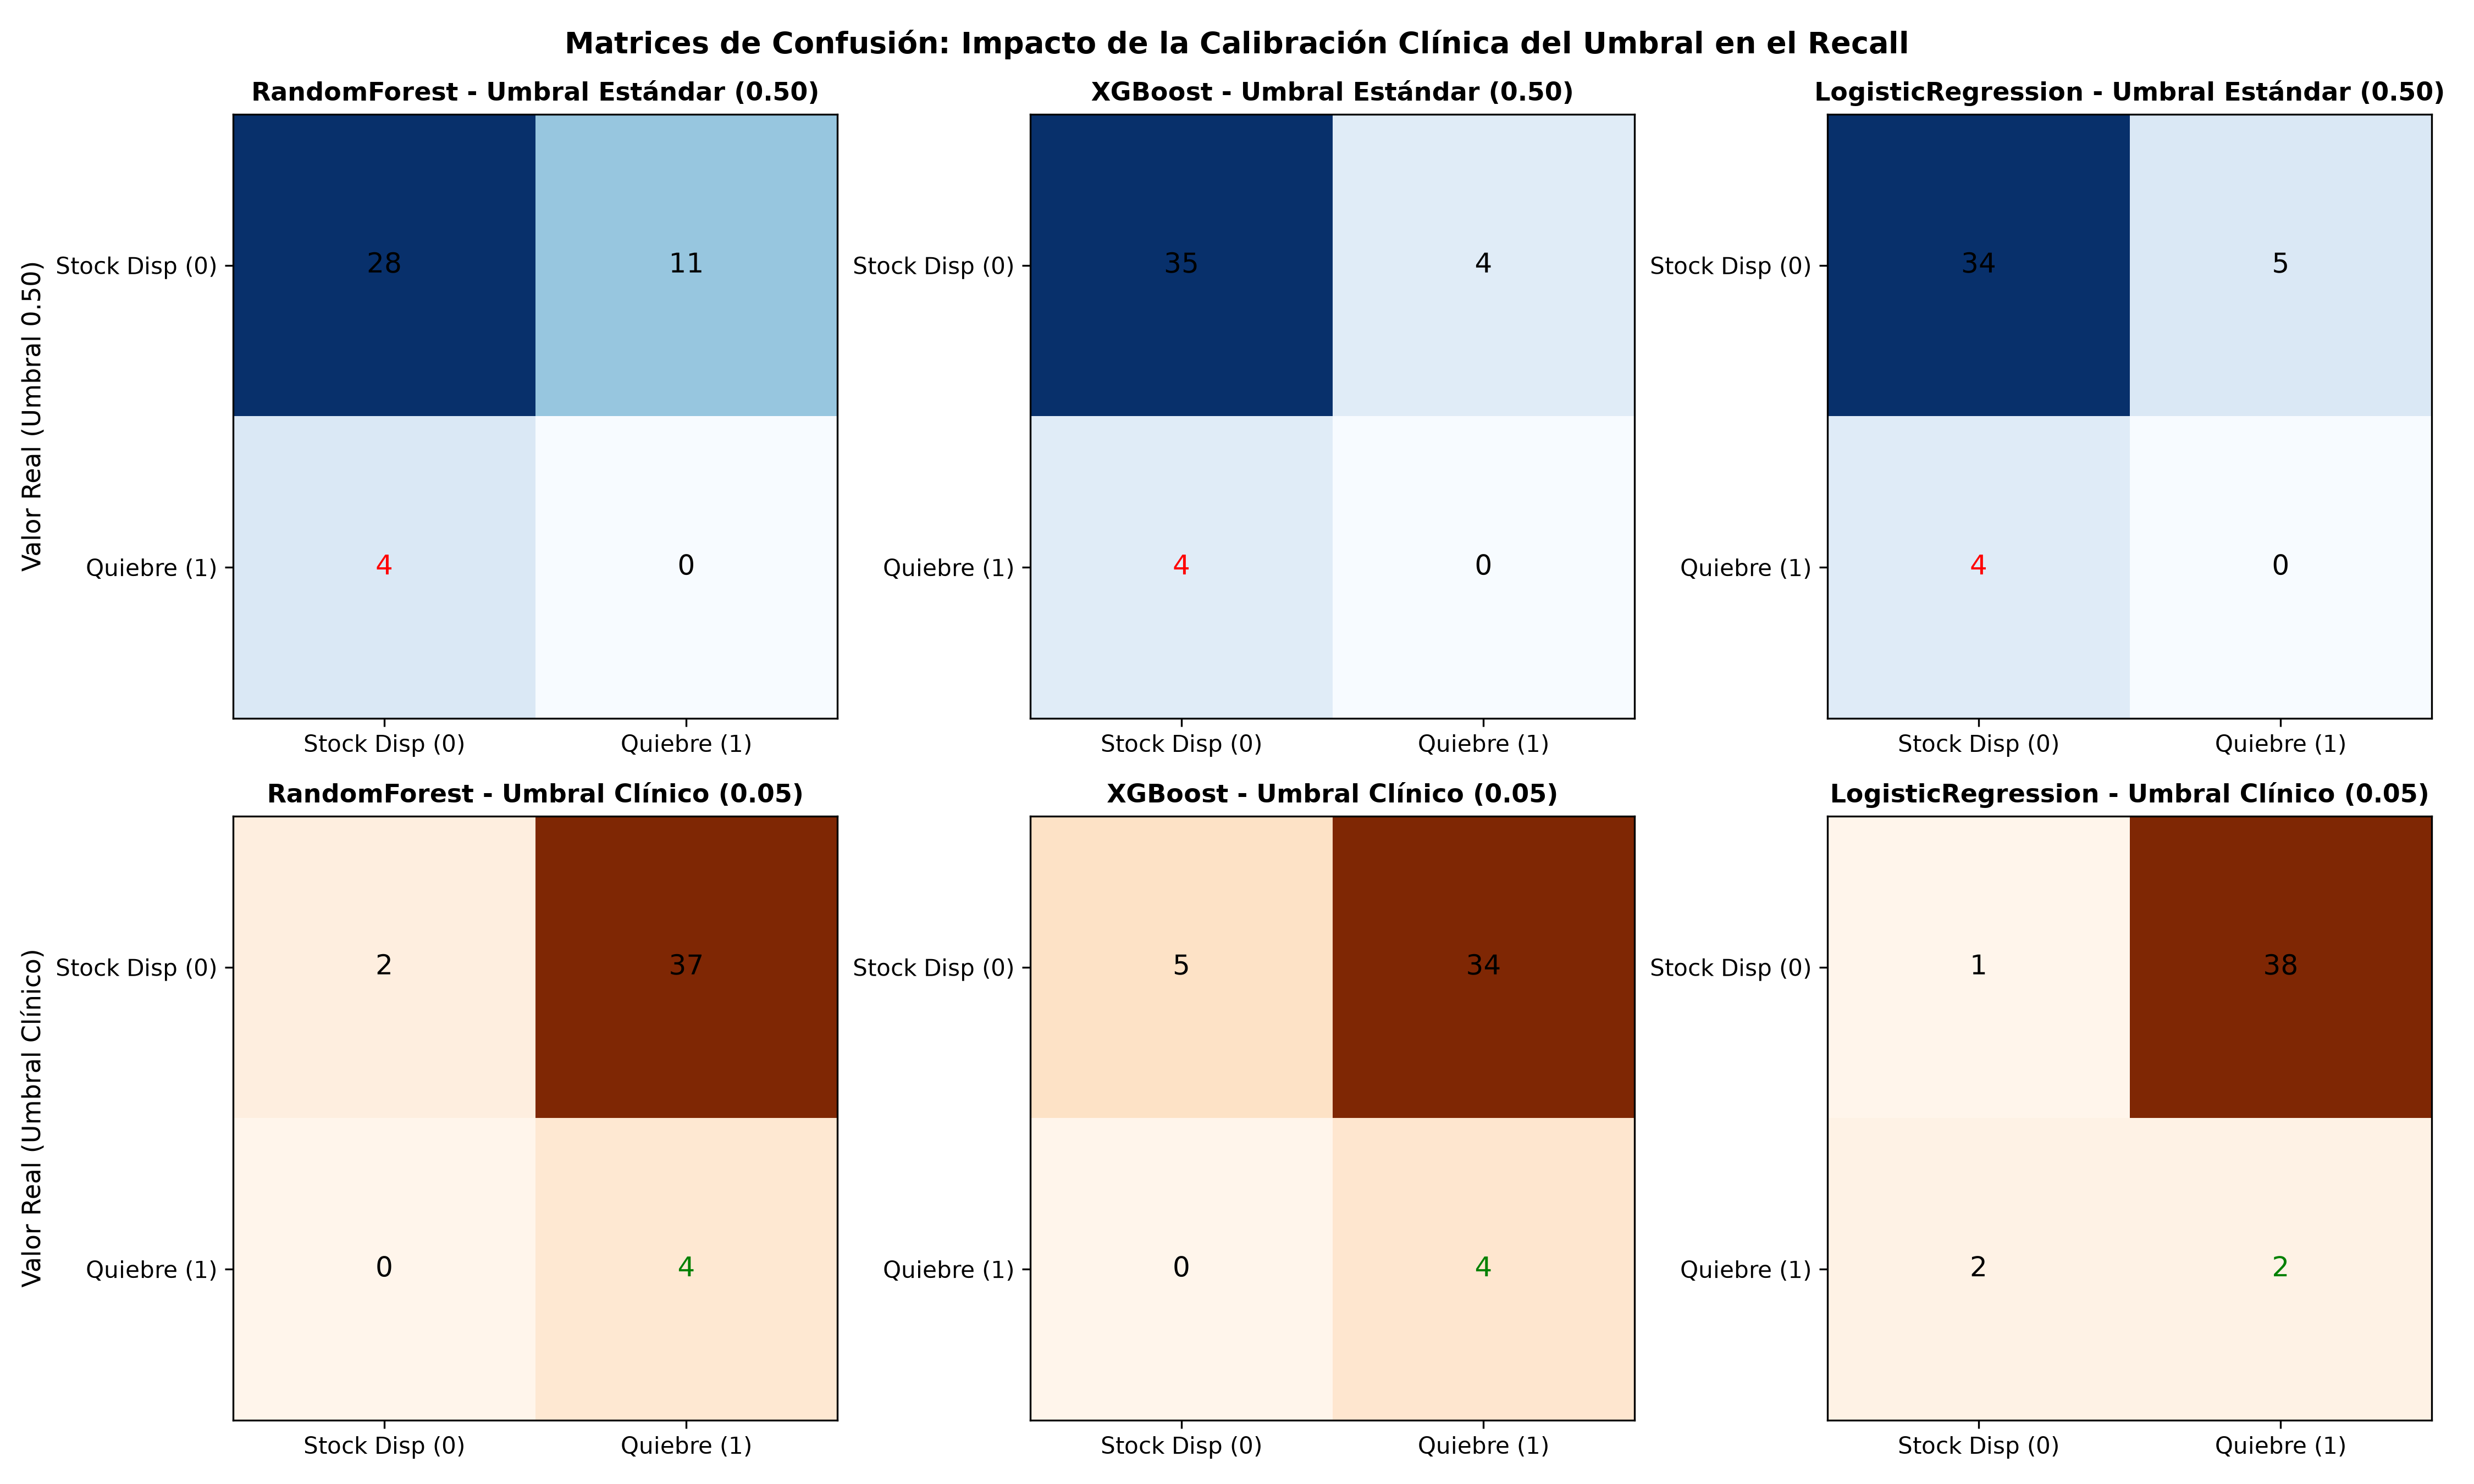 Matrices de Confusión: Impacto de la Calibración Clínica del Umbral en el Recall
RandomForest - Umbral Estándar (0.50)
XGBoost - Umbral Estándar (0.50)
LogisticRegression - Umbral Estándar (0.50)
Valor Real (Umbral 0.50)
Stock Disp (0)
28
11
Quiebre (1)
4
0
Stock Disp (0)
Quiebre (1)
Stock Disp (0)
35
4
Quiebre (1)
4
0
Stock Disp (0)
Quiebre (1)
Stock Disp (0)
34
5
Quiebre (1)
4
0
Stock Disp (0)
Quiebre (1)
RandomForest - Umbral Clínico (0.05)
XGBoost - Umbral Clínico (0.05)
LogisticRegression - Umbral Clínico (0.05)
Valor Real (Umbral Clínico)
Stock Disp (0)
2
37
Quiebre (1)
0
4
Stock Disp (0)
Quiebre (1)
Stock Disp (0)
5
34
Quiebre (1)
0
4
Stock Disp (0)
Quiebre (1)
Stock Disp (0)
1
38
Quiebre (1)
2
2
Stock Disp (0)
Quiebre (1)